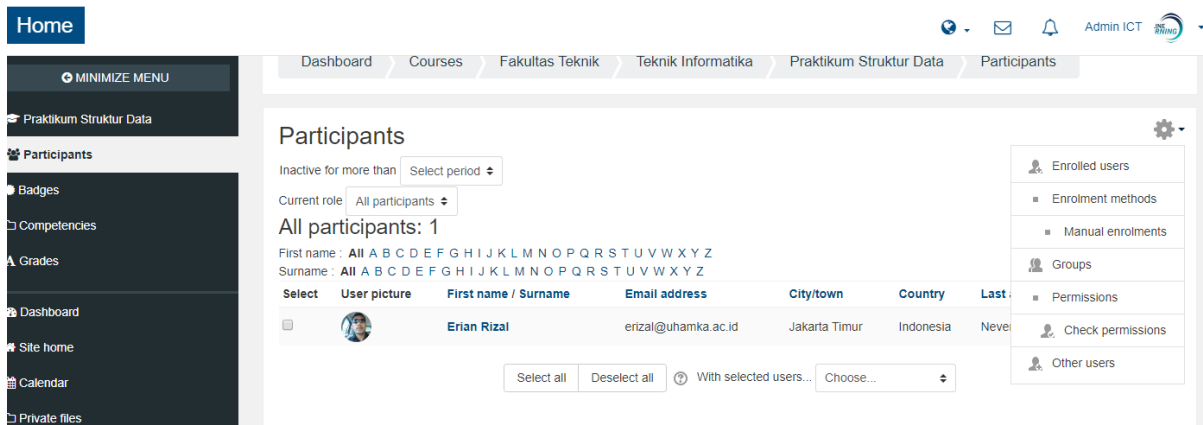 Home
Admin ICT
MINIMIZE MENU
Praktikum Struktur Data
Participants
Badges
Competencies
Grades
Dashboard
Site home
Calendar
Private files
Dashboard Courses Fakultas Teknik Teknik Informatika Praktikum Struktur Data Participants
Participants
Inactive for more than Select period
Current role All participants
All participants: 1
First name : All A B C D E F G H I J K L M N O P Q R S T U V W X Y Z
Surname : All A B C D E F G H I J K L M N O P Q R S T U V W X Y Z
Select User picture First name / Surname Email address City/town Country Last
Erian Rizal erizal@uhamka.ac.id Jakarta Timur Indonesia Never
Select all Deselect all With selected users... Choose...
Enrolled users
Enrolment methods
Manual enrolments
Groups
Permissions
Check permissions
Other users